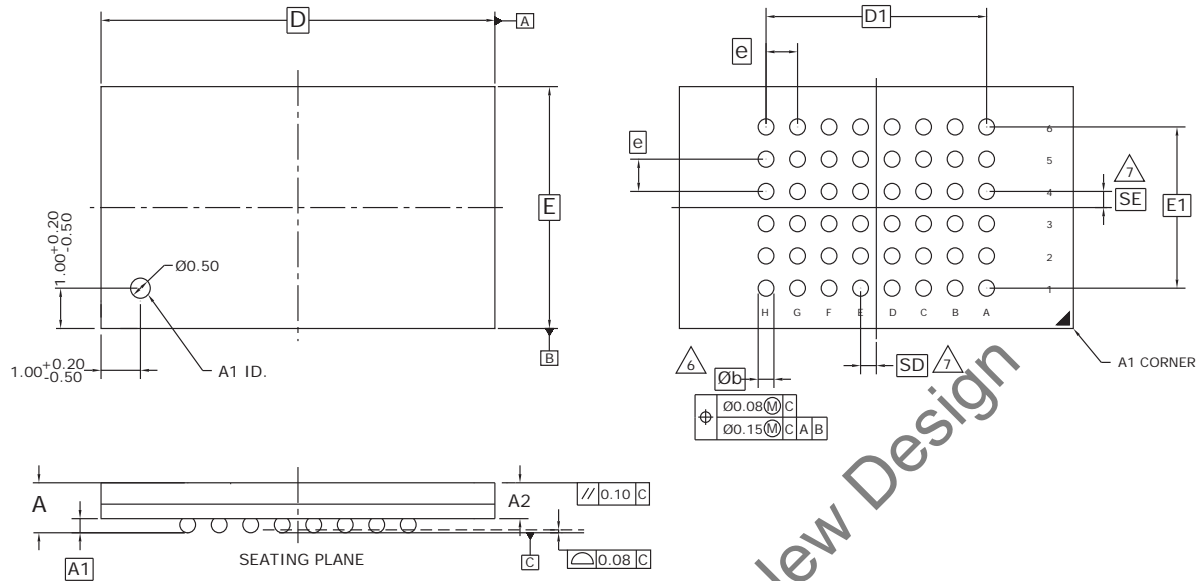 D
A
D1
e
6
e
5
7
4
SE
E
E1
1.00+0.20 -0.50
3
Ø0.50
2
1
H G F E D C B A
B
1.00+0.20 -0.50
A1 ID.
A1 CORNER
6
Øb
SD
7
Ø0.08 M C
Ø0.15 M C A B
A
A2
// 0.10 C
SEATING PLANE
C
0.08 C
A1
New Design